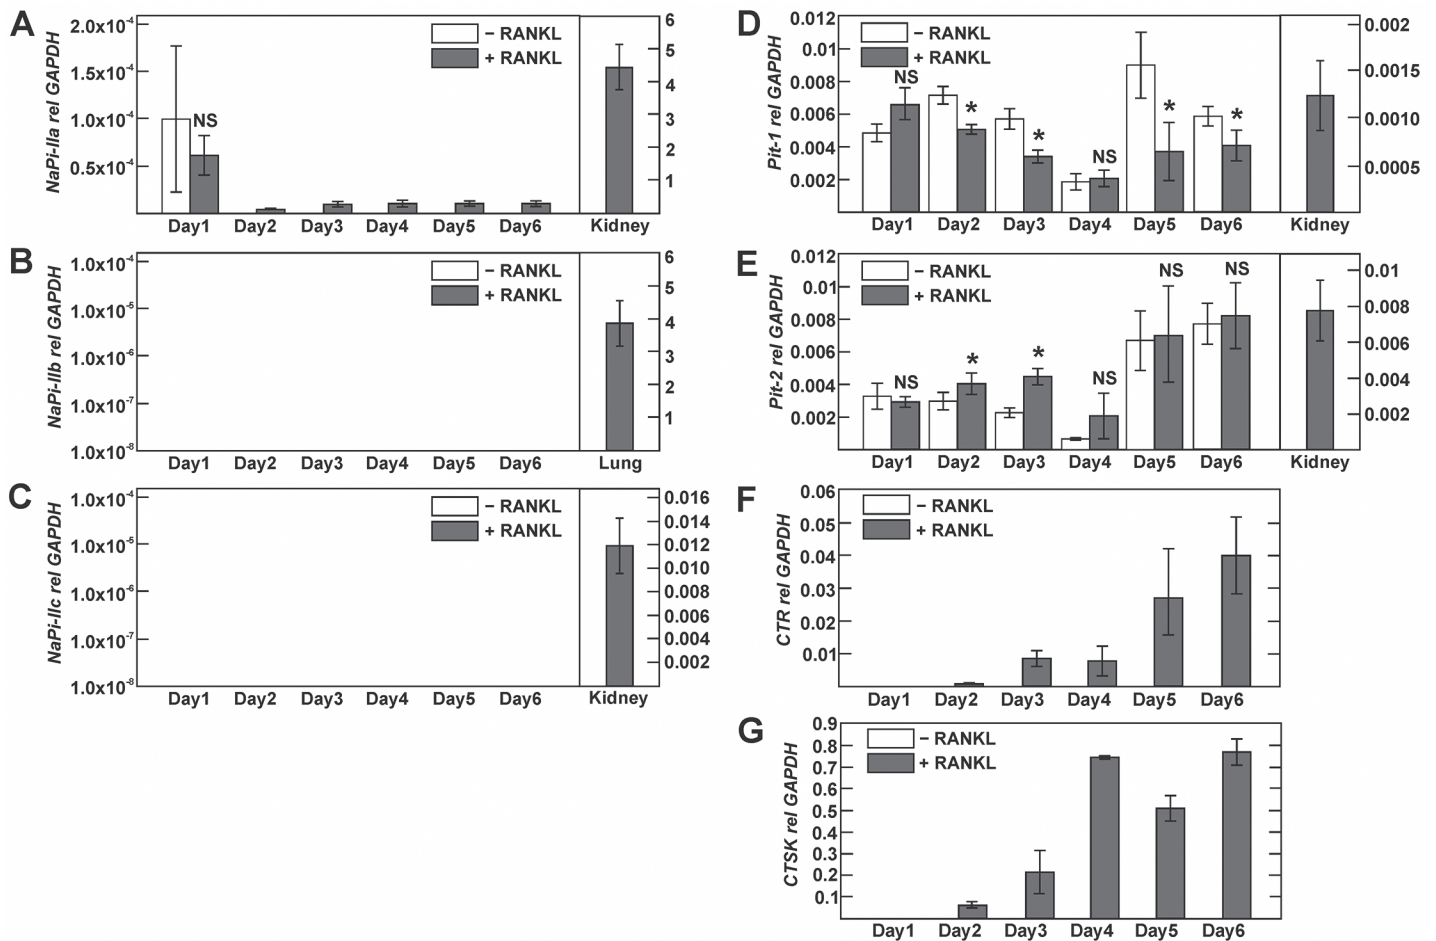 A
NaPi-IIa rel GAPDH
2.0x10-4
1.5x10-4
1.0x10-4
0.5x10-4
– RANKL
+ RANKL
NS
6
5
4
3
2
1
Day1 Day2 Day3 Day4 Day5 Day6 Kidney
B
NaPi-IIb rel GAPDH
1.0x10-4
1.0x10-5
1.0x10-6
1.0x10-7
1.0x10-8
– RANKL
+ RANKL
6
5
4
3
2
1
Day1 Day2 Day3 Day4 Day5 Day6 Lung
C
NaPi-IIc rel GAPDH
1.0x10-4
1.0x10-5
1.0x10-6
1.0x10-7
1.0x10-8
– RANKL
+ RANKL
0.016
0.014
0.012
0.010
0.008
0.006
0.004
0.002
Day1 Day2 Day3 Day4 Day5 Day6 Kidney
D
Pit-1 rel GAPDH
0.012
0.01
0.008
0.006
0.004
0.002
– RANKL
+ RANKL
NS * * NS * *
0.002
0.0015
0.0010
0.0005
Day1 Day2 Day3 Day4 Day5 Day6 Kidney
E
Pit-2 rel GAPDH
0.012
0.01
0.008
0.006
0.004
0.002
– RANKL
+ RANKL
NS * * NS NS NS
0.01
0.008
0.006
0.004
0.002
Day1 Day2 Day3 Day4 Day5 Day6 Kidney
F
CTR rel GAPDH
0.06
0.05
0.04
0.03
0.02
0.01
– RANKL
+ RANKL
Day1 Day2 Day3 Day4 Day5 Day6
G
CTSK rel GAPDH
0.9
0.8
0.7
0.6
0.5
0.4
0.3
0.2
0.1
– RANKL
+ RANKL
Day1 Day2 Day3 Day4 Day5 Day6